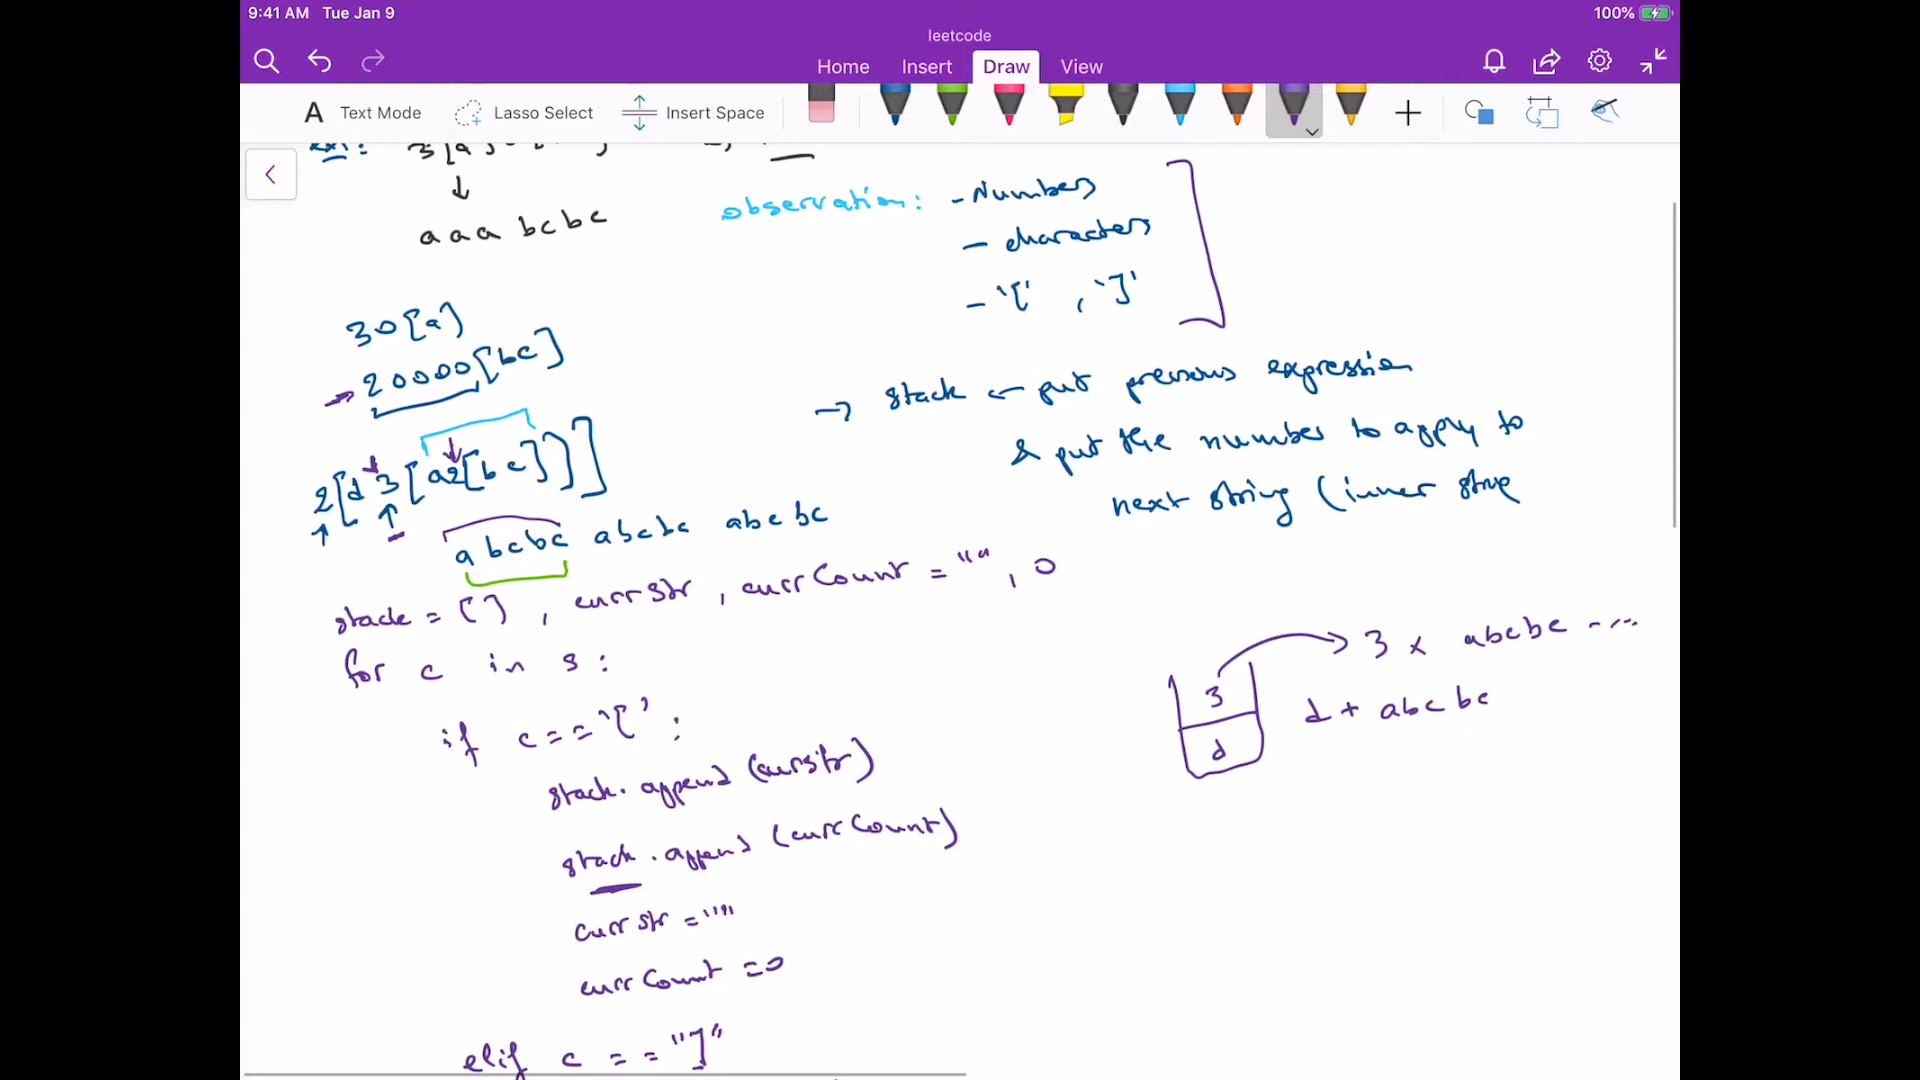 9:41 AM Tue Jan 9
100%
leetcode
Home Insert Draw View
Text Mode Lasso Select Insert Space
3[a]
aaa bcbc
observation: - Numbers
- characters
- '[' , ']'
30[a]
20000[bc]
2[d 3[a2[bc]]]
abcbc abcbc abcbc
→ stack ← put previous expression
& put the number to apply to
next string (inner
stack = [] , currStr , currCount = "" , 0
for c in s:
if c == '[' :
stack.append (currStr)
stack.append (currCount)
currStr = ""
currCount = 0
elif c == "]"
3 x abcbc ....
3
d
d + abcbc